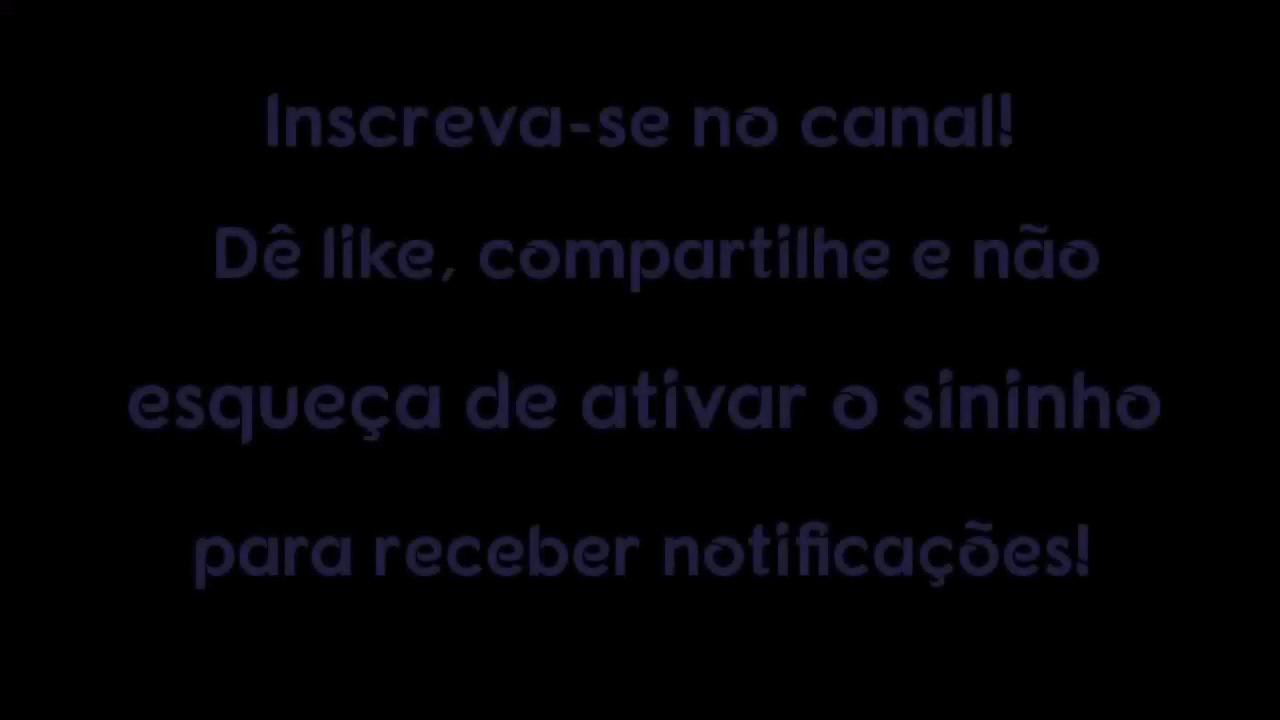 Inscreva-se no canal!
Dê like, compartilhe e não
esqueça de ativar o sininho
para receber notificações!